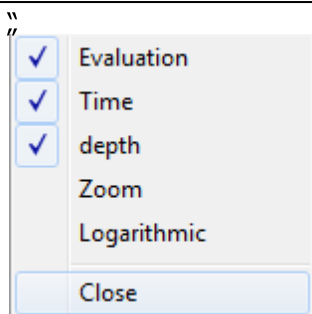 “
”
Evaluation
Time
depth
Zoom
Logarithmic
Close